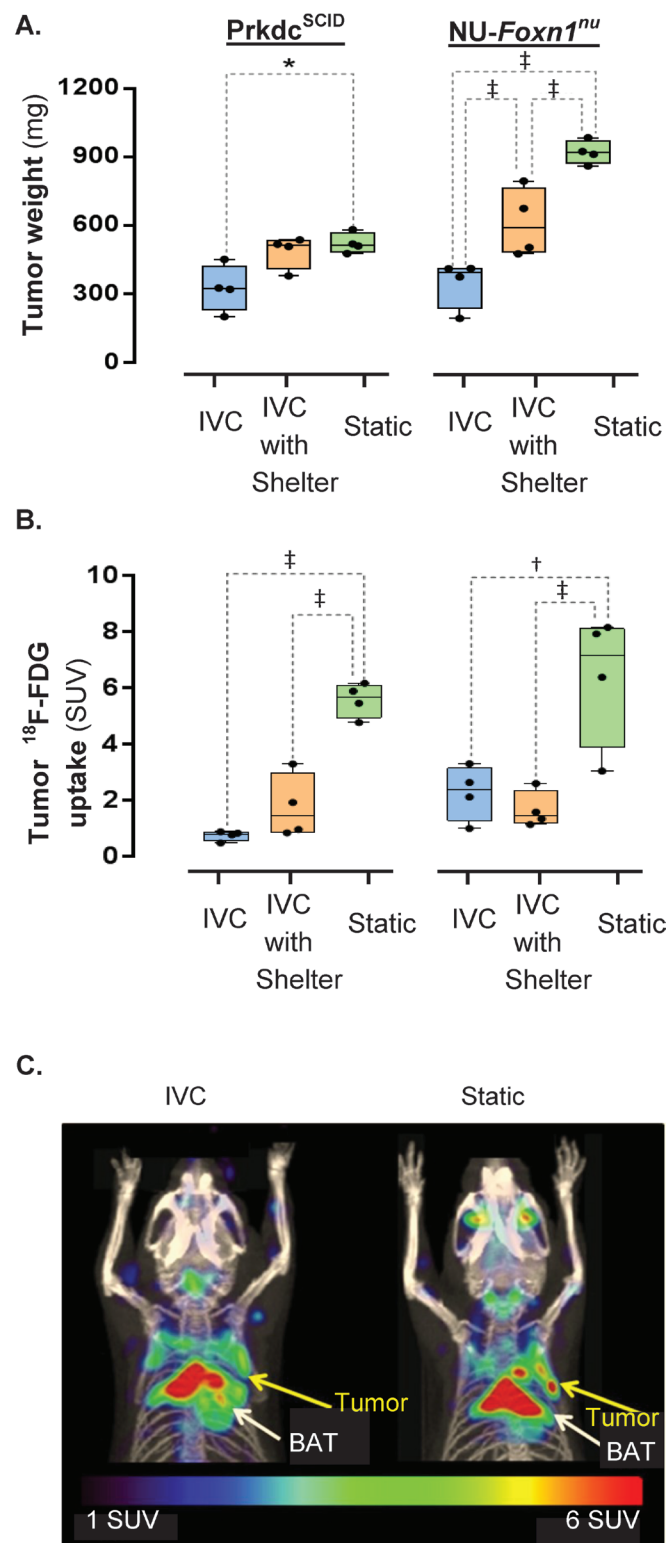 A.
Prkdc^SCID NU-Foxn1^nu
* ‡ ‡ ‡
Tumor weight (mg)
1200
900
600
300
0
IVC IVC with Shelter Static IVC IVC with Shelter Static
B.
‡ ‡ † ‡
Tumor ¹⁸F-FDG
uptake (SUV)
10
8
6
4
2
0
IVC IVC with Shelter Static IVC IVC with Shelter Static
C.
IVC Static
Tumor
BAT
Tumor
BAT
1 SUV 6 SUV